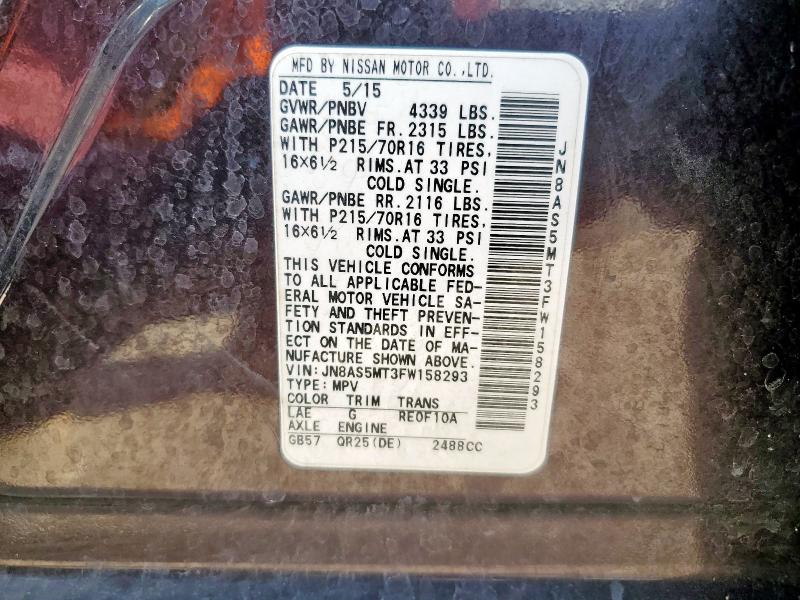 MFD BY NISSAN MOTOR CO.,LTD.
DATE 5/15
GVWR/PNBV 4339 LBS.
GAWR/PNBE FR. 2315 LBS.
WITH P215/70R16 TIRES,
16×6½ RIMS. AT 33 PSI
COLD SINGLE.
GAWR/PNBE RR. 2116 LBS.
WITH P215/70R16 TIRES,
16×6½ RIMS. AT 33 PSI
COLD SINGLE.
THIS VEHICLE CONFORMS
TO ALL APPLICABLE FED-
ERAL MOTOR VEHICLE SA-
FETY AND THEFT PREVEN-
TION STANDARDS IN EFF-
ECT ON THE DATE OF MA-
NUFACTURE SHOWN ABOVE.
VIN: JN8AS5MT3FW158293
TYPE: MPV
COLOR TRIM TRANS
LAE G RE0F10A
AXLE ENGINE
GB57 QR25(DE) 2488CC
JN8AS5MT3FW158293